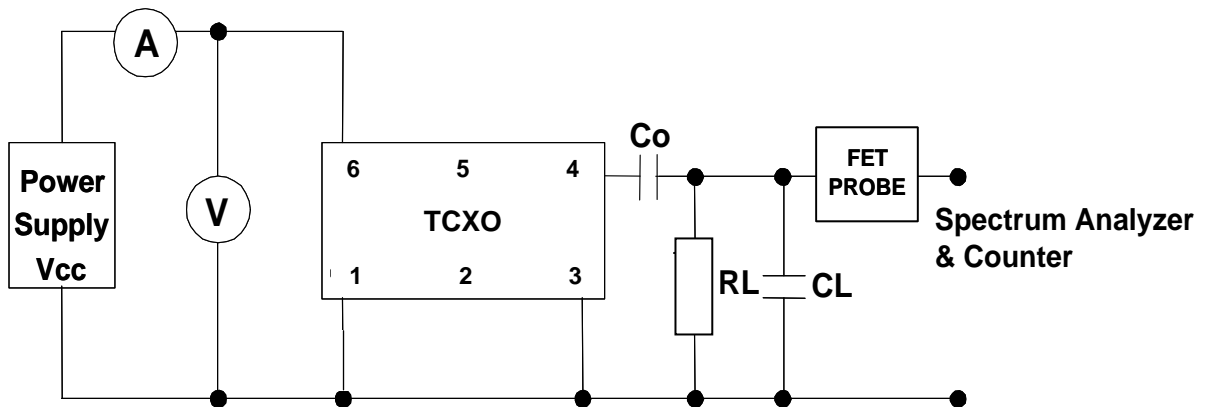 A
Co
6 5 4
FET
PROBE
Power
Supply
Vcc
V
TCXO
Spectrum Analyzer
& Counter
1 2 3
RL
CL